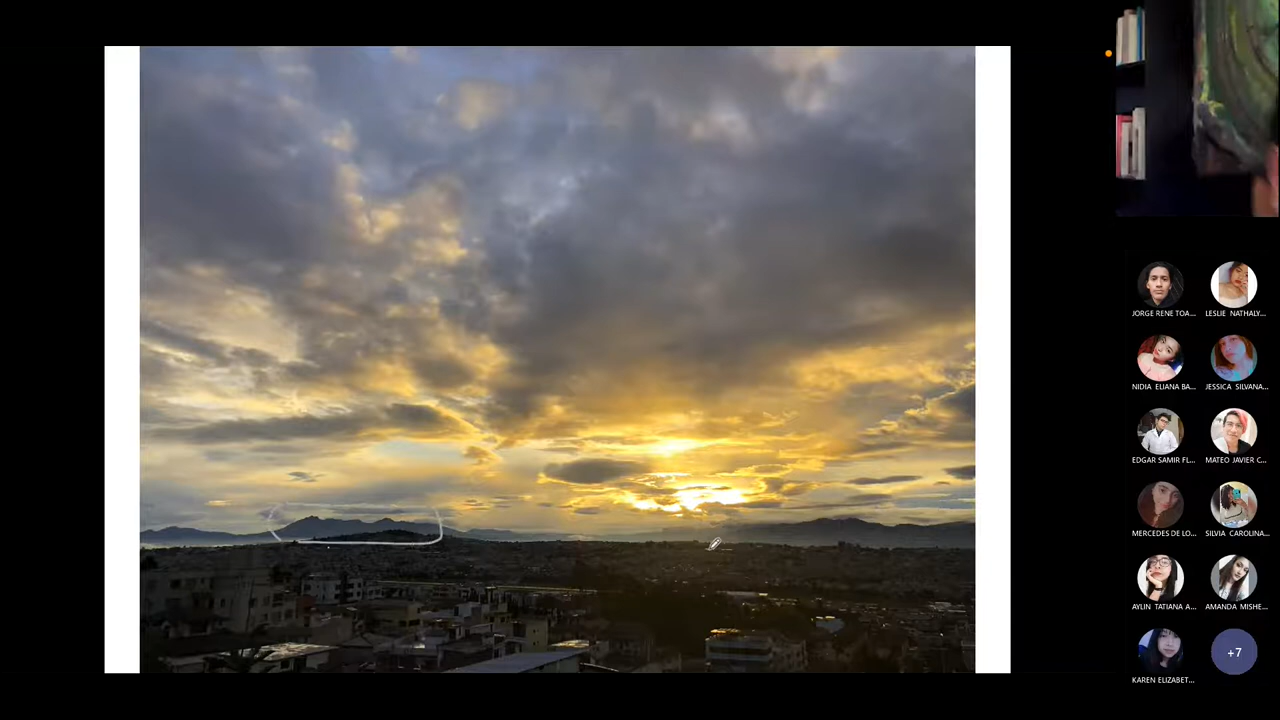 JORGE RENE TOA...
LESLIE NATHALY...
NIDIA ELIANA BA...
JESSICA SILVANA...
EDGAR SAMIR FL...
MATEO JAVIER C...
MERCEDES DE LO...
SILVIA CAROLINA...
AYLIN TATIANA A...
AMANDA MISHE...
KAREN ELIZABET...
+7